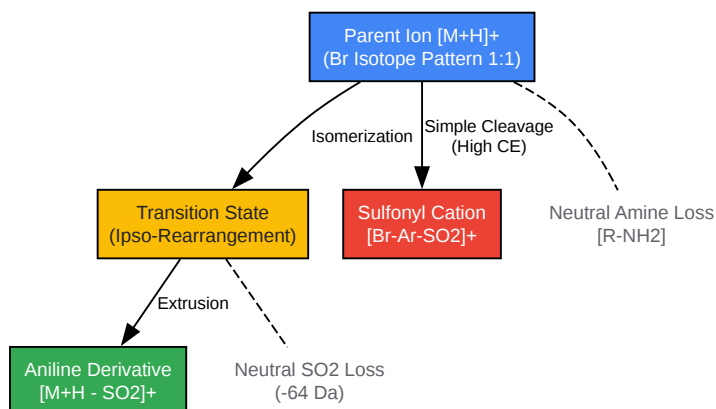 Parent Ion [M+H]+
(Br Isotope Pattern 1:1)
Isomerization
Simple Cleavage
(High CE)
Transition State
(Ipso-Rearrangement)
Sulfonyl Cation
[Br-Ar-SO2]+
Neutral Amine Loss
[R-NH2]
Extrusion
Aniline Derivative
[M+H - SO2]+
Neutral SO2 Loss
(-64 Da)